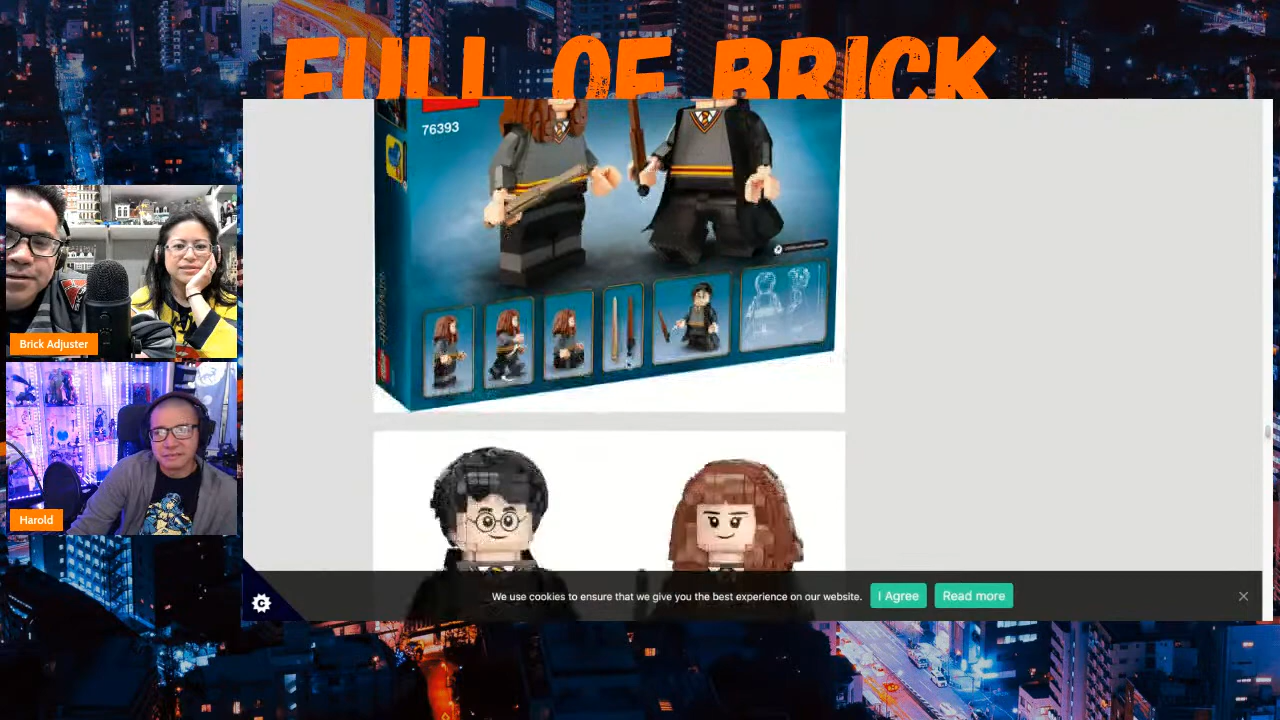 FULL OF BRICK
76393
Brick Adjuster
Harold
We use cookies to ensure that we give you the best experience on our website.
I Agree
Read more